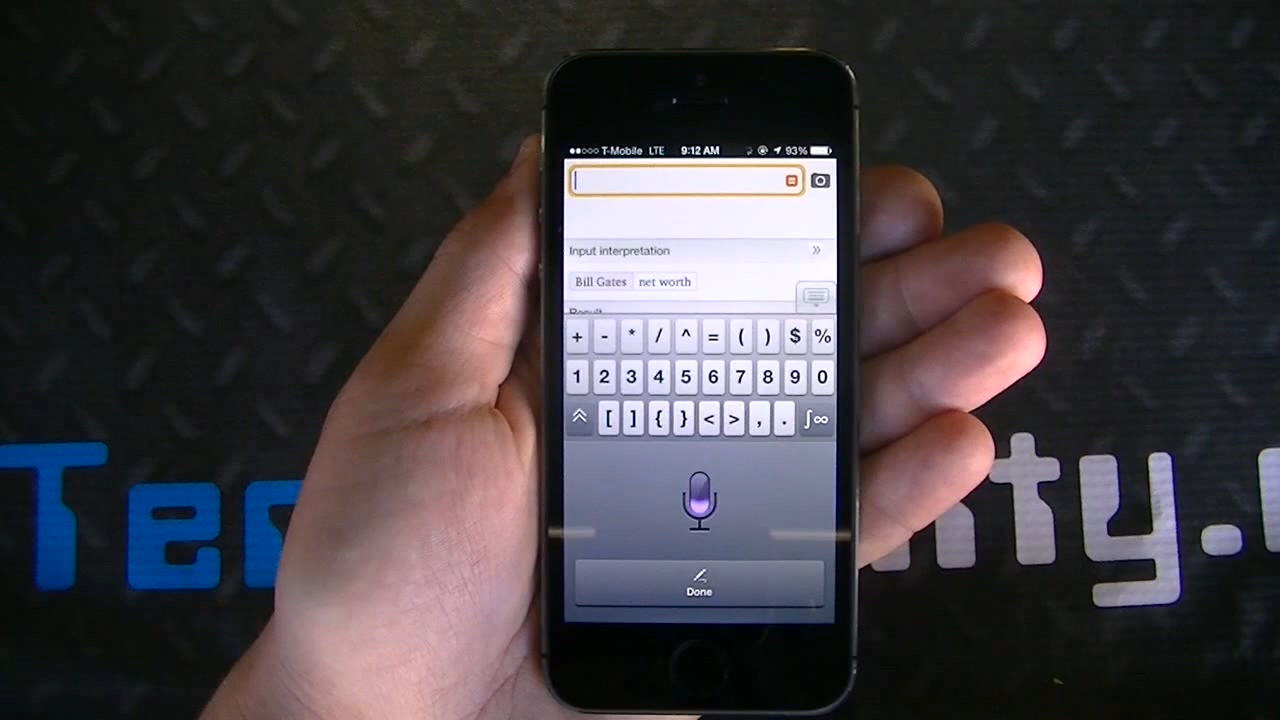 T-Mobile LTE 9:12 AM 93%
Input interpretation »
Bill Gates net worth
Result
+ - * / ^ = ( ) $ %
1 2 3 4 5 6 7 8 9 0
[ ] { } < > , . ∫∞
Done